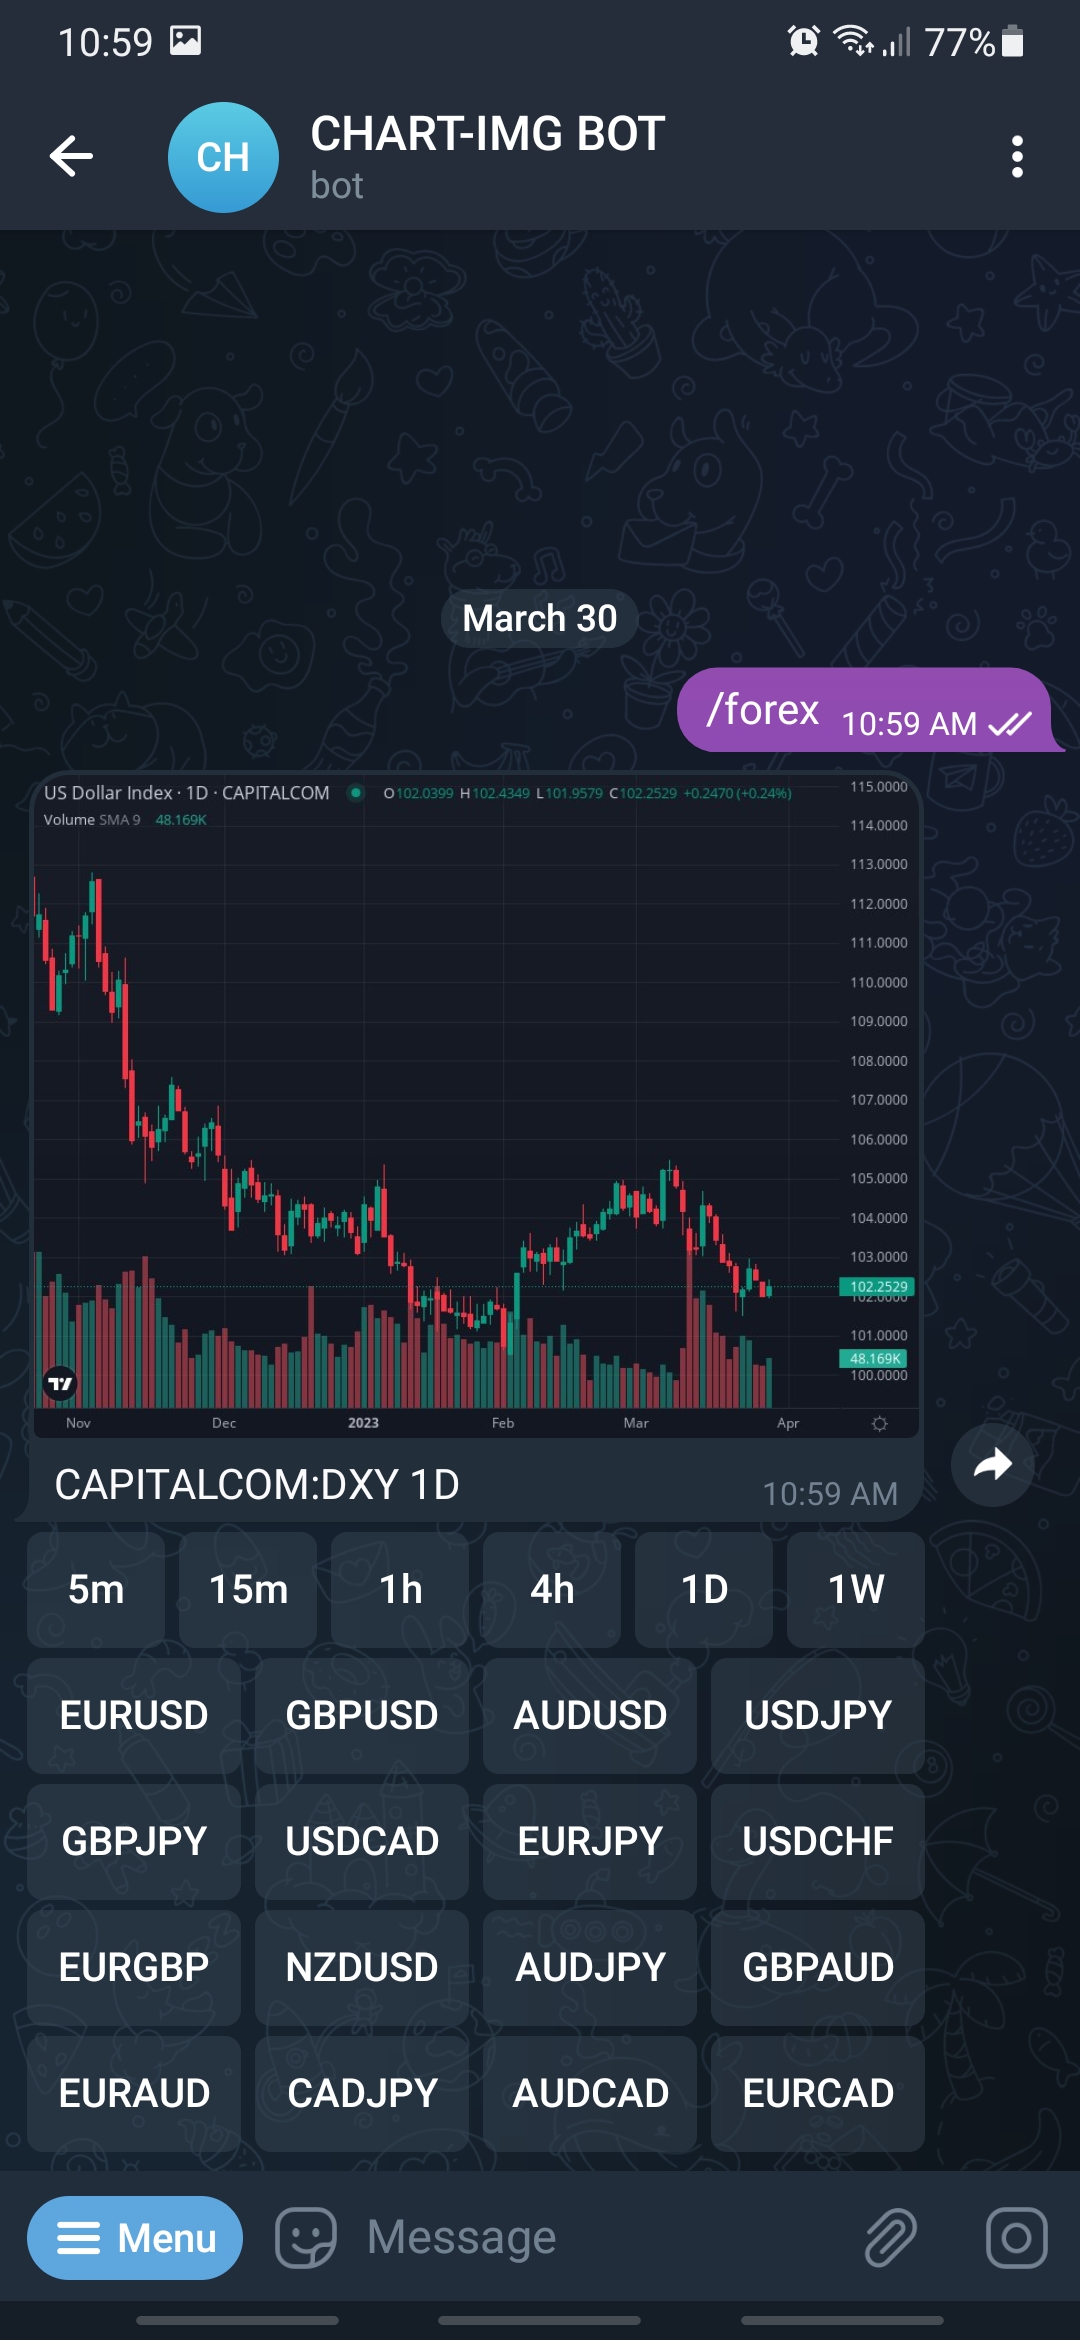 10:59
77%
CH
CHART-IMG BOT
bot
March 30
/forex 10:59 AM
US Dollar Index · 1D · CAPITALCOM O102.0399 H102.4349 L101.9579 C102.2529 +0.2470 (+0.24%)
Volume SMA 9 48.169K
115.0000
114.0000
113.0000
112.0000
111.0000
110.0000
109.0000
108.0000
107.0000
106.0000
105.0000
104.0000
103.0000
102.2529
102.0000
101.0000
48.169K
100.0000
Nov Dec 2023 Feb Mar Apr
CAPITALCOM:DXY 1D
10:59 AM
5m 15m 1h 4h 1D 1W
EURUSD GBPUSD AUDUSD USDJPY
GBPJPY USDCAD EURJPY USDCHF
EURGBP NZDUSD AUDJPY GBPAUD
EURAUD CADJPY AUDCAD EURCAD
Menu Message